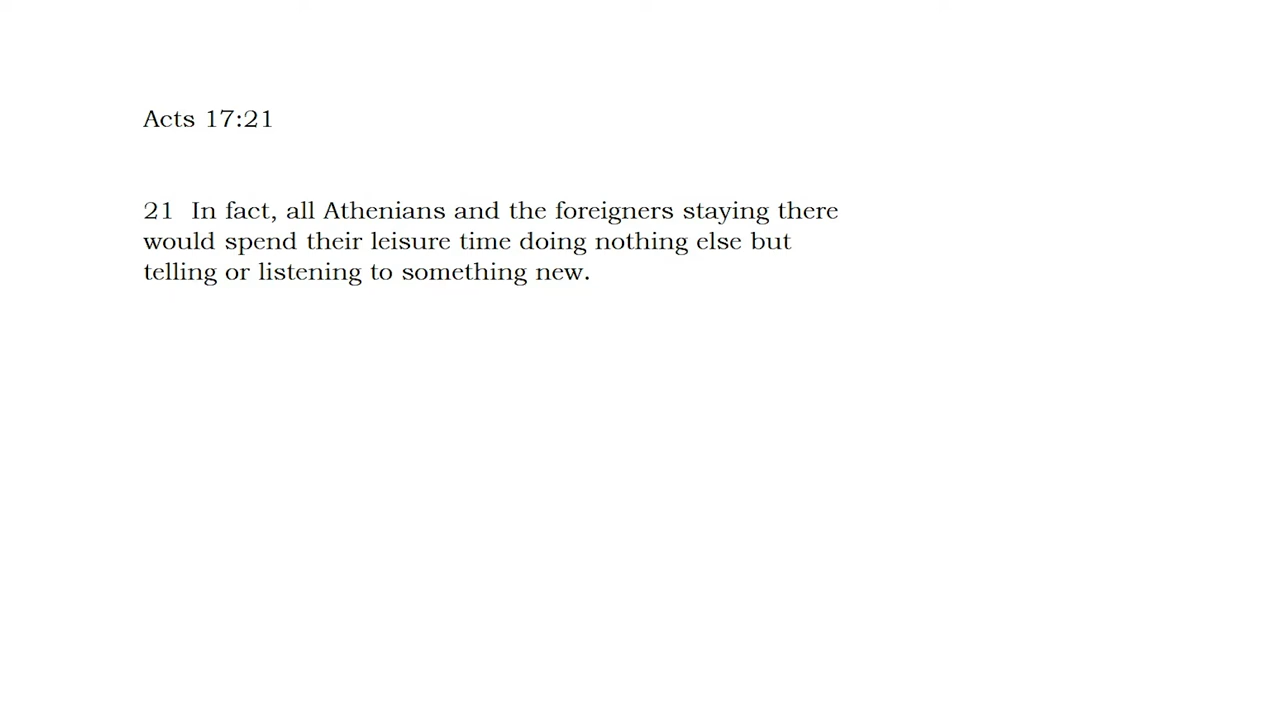 Acts 17:21
21 In fact, all Athenians and the foreigners staying there
would spend their leisure time doing nothing else but
telling or listening to something new.